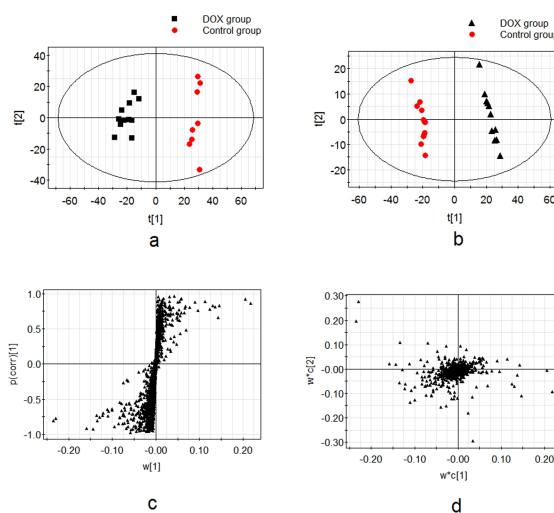 DOX group
Control group
40
20
0
-20
-40
t[2]
-60
-40
-20
0
20
40
60
t[1]
a
DOX group
Control group
20
10
0
-10
-20
t[2]
-60
-40
-20
0
20
40
60
t[1]
b
1.0
0.5
0.0
-0.5
-1.0
p(corr)[1]
-0.20
-0.10
-0.00
0.10
0.20
w[1]
c
0.30
0.20
0.10
-0.00
-0.10
-0.20
-0.30
w*c[2]
-0.20
-0.10
-0.00
0.10
0.20
w*c[1]
d